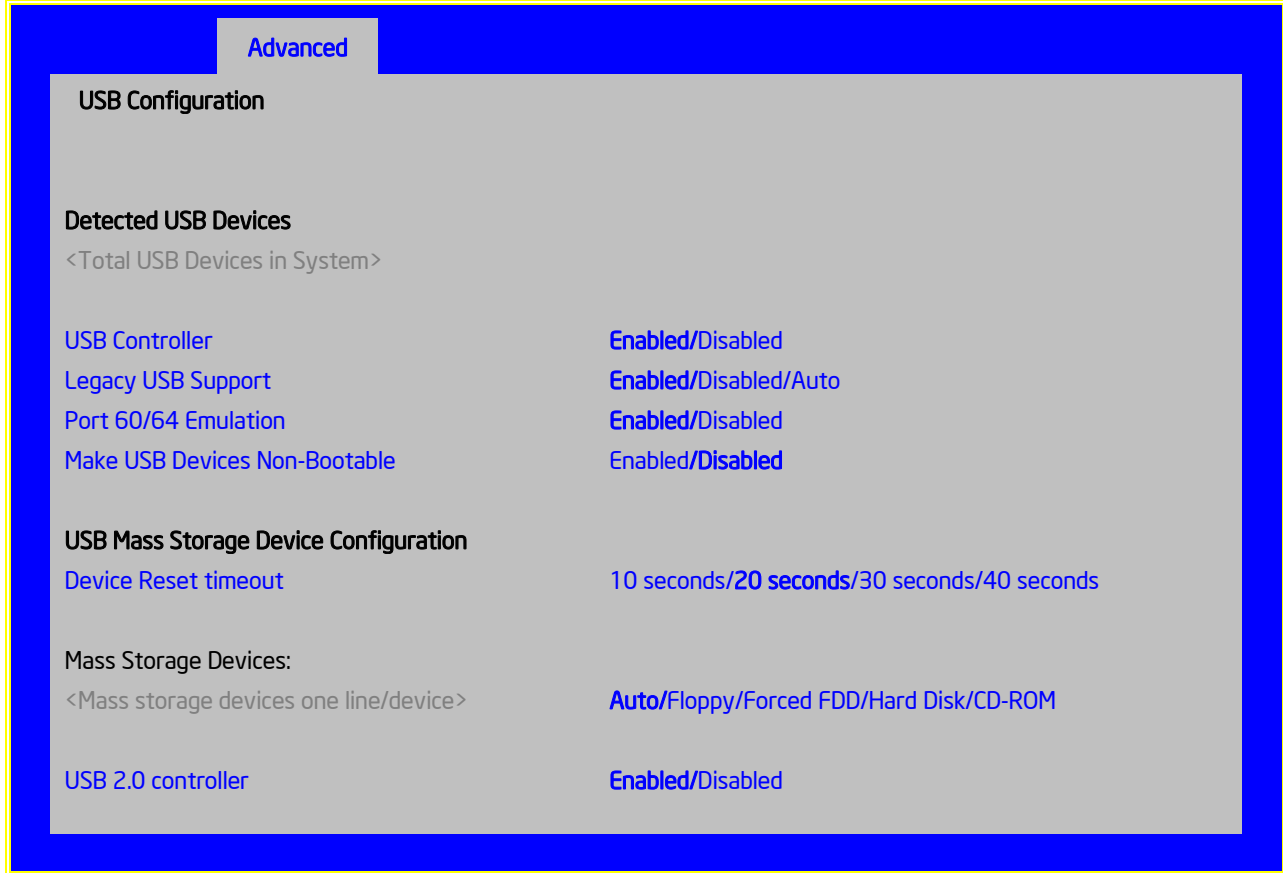 Advanced
USB Configuration
Detected USB Devices
<Total USB Devices in System>
USB Controller Enabled/Disabled
Legacy USB Support Enabled/Disabled/Auto
Port 60/64 Emulation Enabled/Disabled
Make USB Devices Non-Bootable Enabled/Disabled
USB Mass Storage Device Configuration
Device Reset timeout 10 seconds/20 seconds/30 seconds/40 seconds
Mass Storage Devices:
<Mass storage devices one line/device> Auto/Floppy/Forced FDD/Hard Disk/CD-ROM
USB 2.0 controller Enabled/Disabled